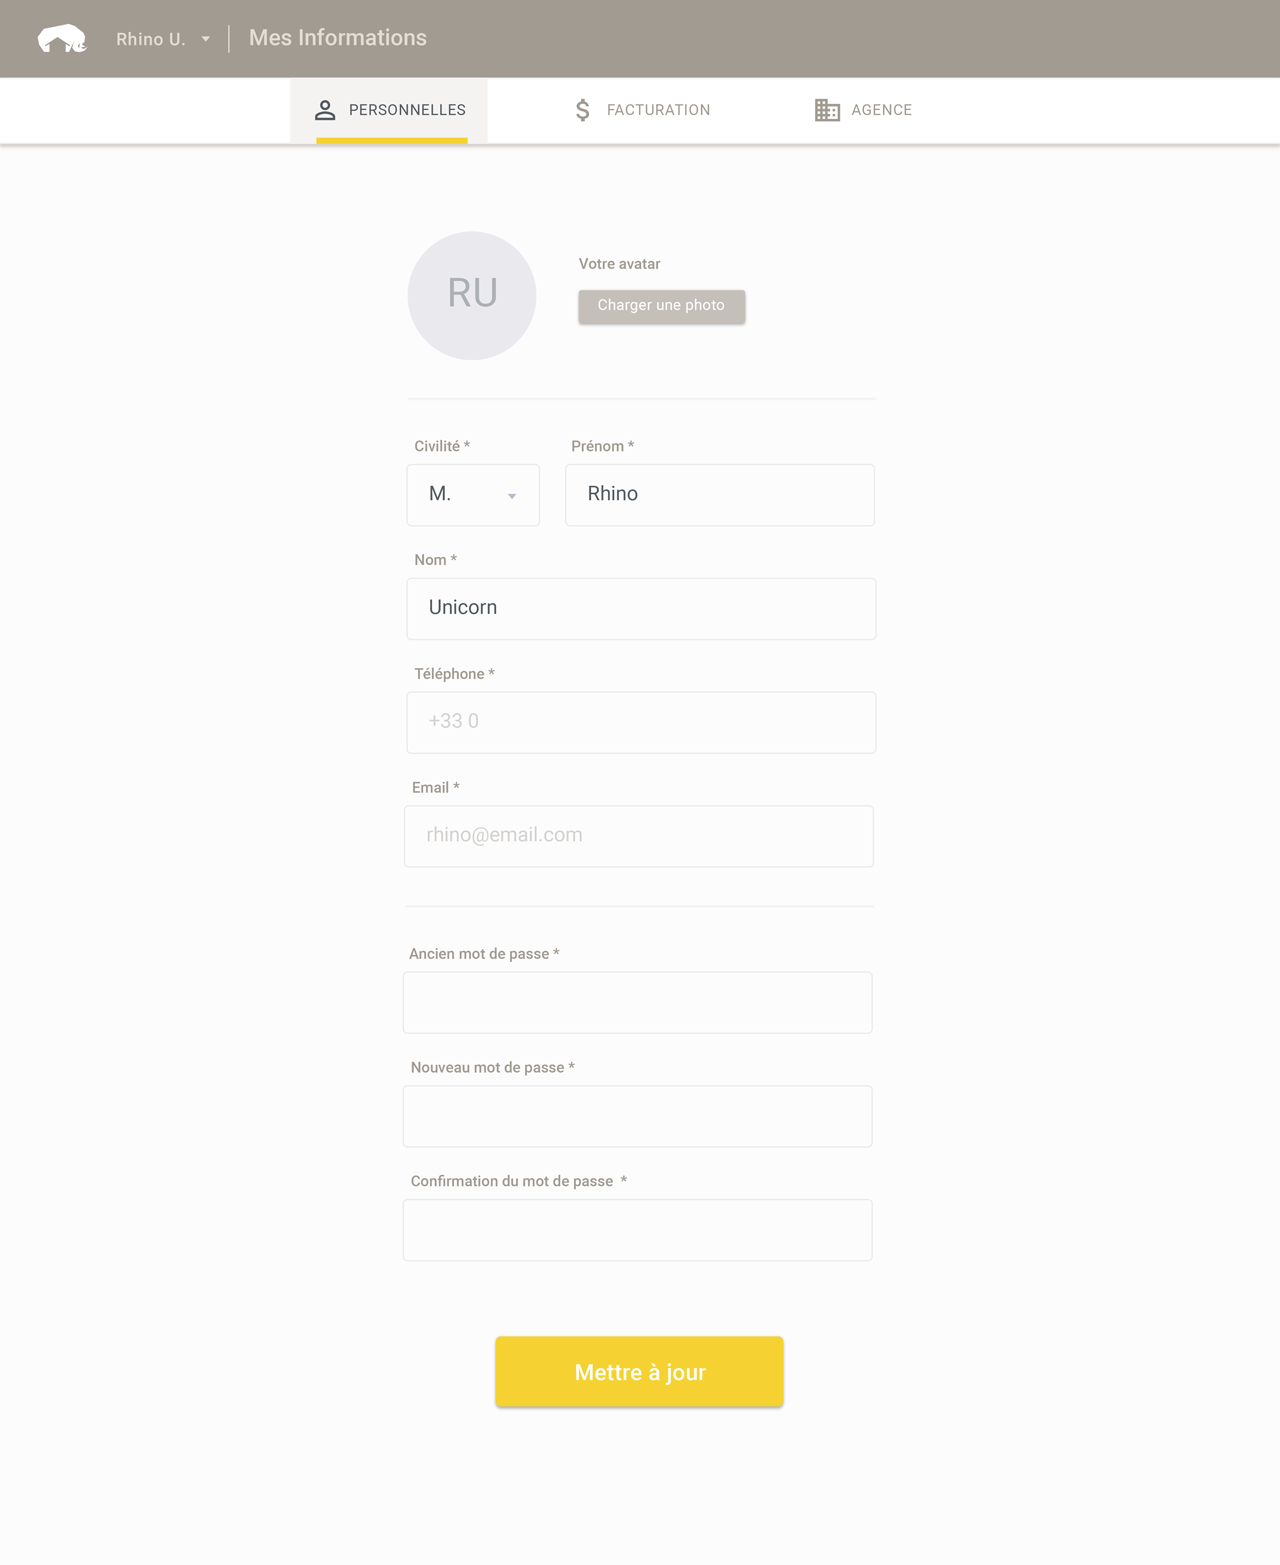 Rhino U.
Mes Informations
PERSONNELLES
FACTURATION
AGENCE
RU
Votre avatar
Charger une photo
Civilité *
Prénom *
M.
Rhino
Nom *
Unicorn
Téléphone *
+33 0
Email *
rhino@email.com
Ancien mot de passe *
Nouveau mot de passe *
Confirmation du mot de passe *
Mettre à jour